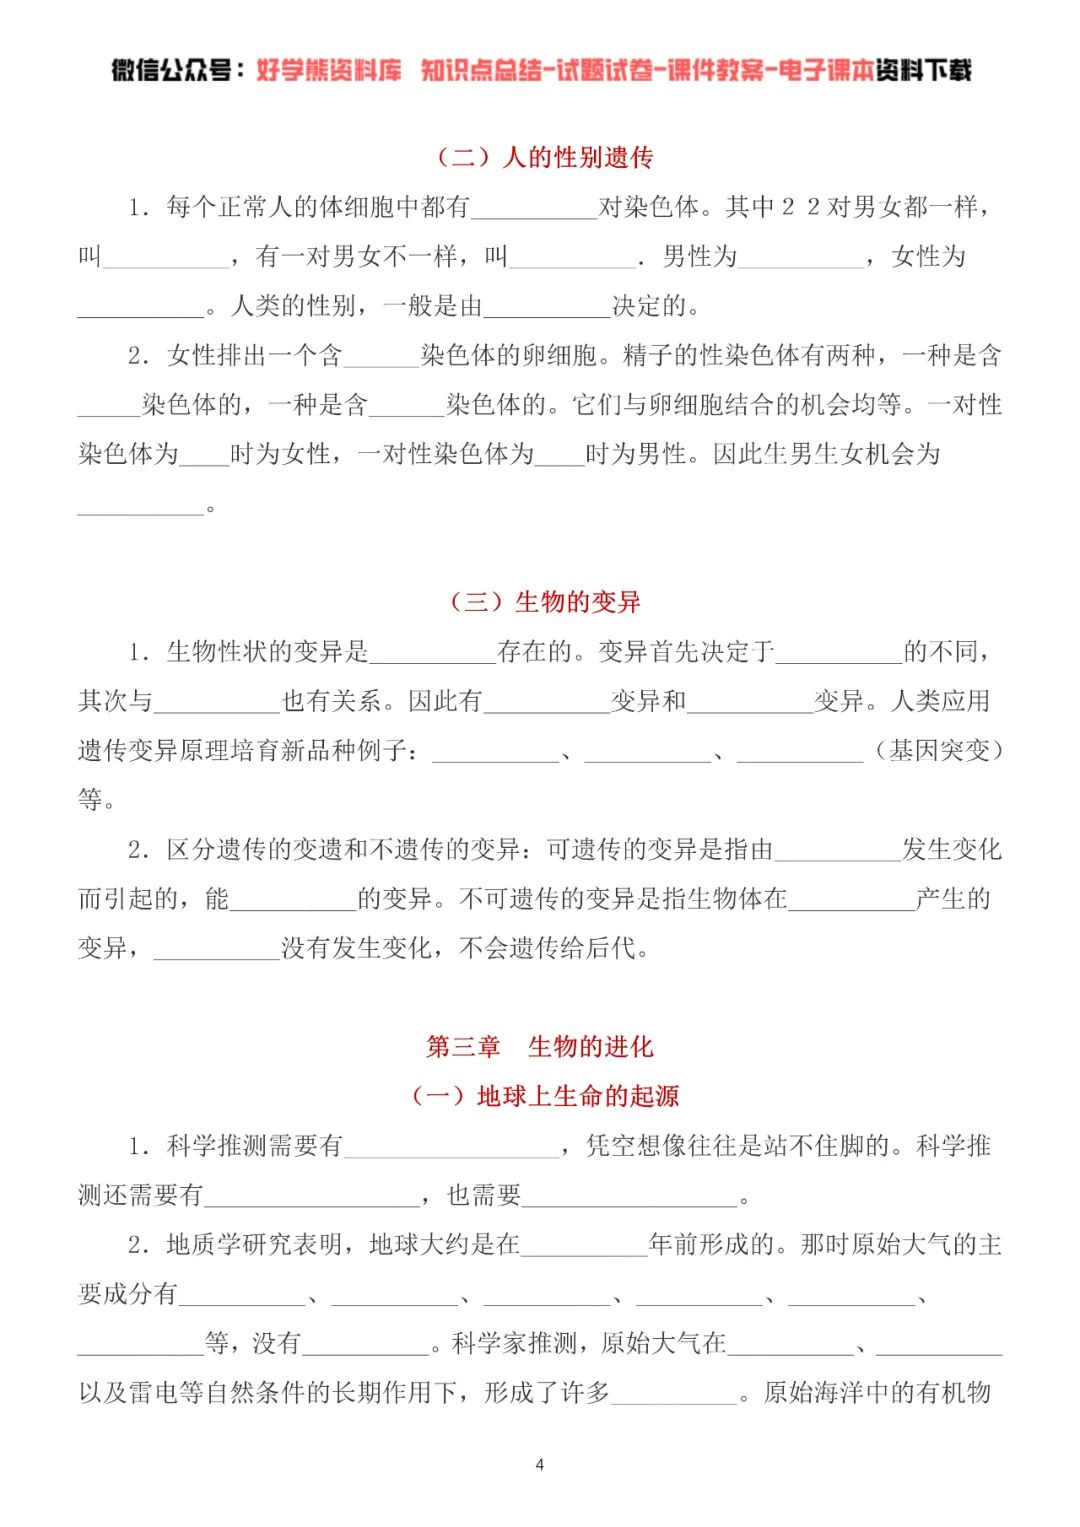 微信公众号：好学熊资料库 知识点总结-试题试卷-课件教案-电子课本资料下载
（二）人的性别遗传
1．每个正常人的体细胞中都有__________对染色体。其中２２对男女都一样，
叫__________，有一对男女不一样，叫__________．男性为__________，女性为
__________。人类的性别，一般是由__________决定的。
2．女性排出一个含______染色体的卵细胞。精子的性染色体有两种，一种是含
_____染色体的，一种是含______染色体的。它们与卵细胞结合的机会均等。一对性
染色体为____时为女性，一对性染色体为____时为男性。因此生男生女机会为
__________。
（三）生物的变异
1．生物性状的变异是__________存在的。变异首先决定于__________的不同，
其次与__________也有关系。因此有__________变异和__________变异。人类应用
遗传变异原理培育新品种例子：__________、__________、__________（基因突变）
等。
2．区分遗传的变遗和不遗传的变异：可遗传的变异是指由__________发生变化
而引起的，能__________的变异。不可遗传的变异是指生物体在__________产生的
变异，__________没有发生变化，不会遗传给后代。
第三章 生物的进化
（一）地球上生命的起源
1．科学推测需要有_________________，凭空想像往往是站不住脚的。科学推
测还需要有_________________，也需要_________________。
2．地质学研究表明，地球大约是在__________年前形成的。那时原始大气的主
要成分有__________、__________、__________、__________、__________、
__________等，没有__________。科学家推测，原始大气在__________、__________
以及雷电等自然条件的长期作用下，形成了许多__________。原始海洋中的有机物
4